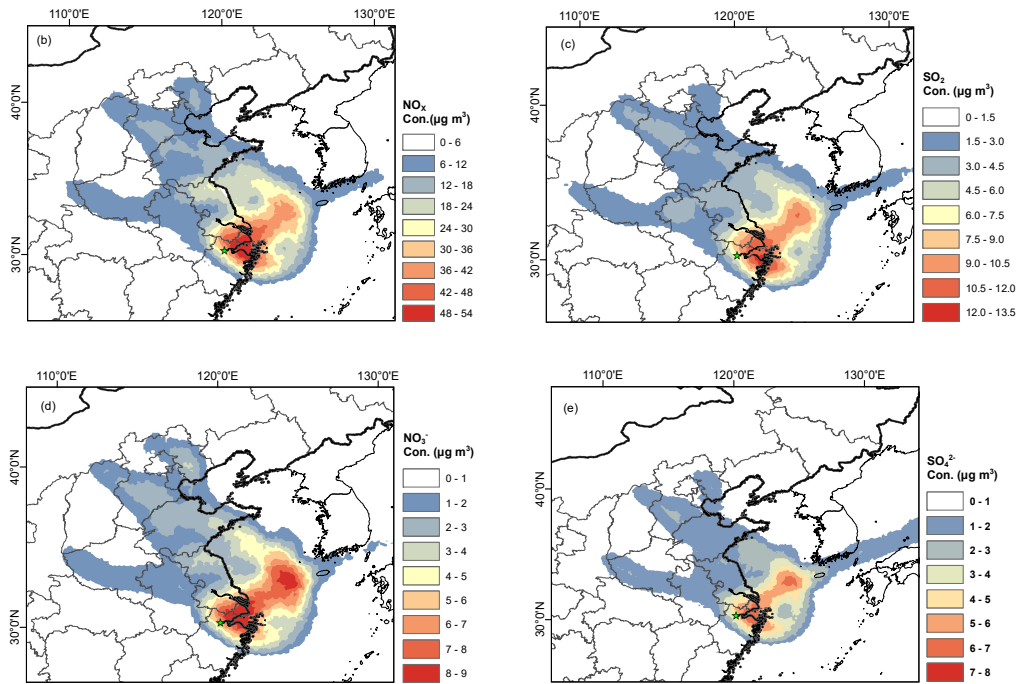 110°0'E 120°0'E 130°0'E
(b)
40°0'N
30°0'N
NOX
Con.(µg m³)
0 - 6
6 - 12
12 - 18
18 - 24
24 - 30
30 - 36
36 - 42
42 - 48
48 - 54
110°0'E 120°0'E 130°0'E
(c)
40°0'N
30°0'N
SO2
Con. (µg m³)
0 - 1.5
1.5 - 3.0
3.0 - 4.5
4.5 - 6.0
6.0 - 7.5
7.5 - 9.0
9.0 - 10.5
10.5 - 12.0
12.0 - 13.5
110°0'E 120°0'E 130°0'E
(d)
40°0'N
30°0'N
NO3-
Con. (µg m³)
0 - 1
1 - 2
2 - 3
3 - 4
4 - 5
5 - 6
6 - 7
7 - 8
8 - 9
110°0'E 120°0'E 130°0'E
(e)
40°0'N
30°0'N
SO42-
Con. (µg m³)
0 - 1
1 - 2
2 - 3
3 - 4
4 - 5
5 - 6
6 - 7
7 - 8